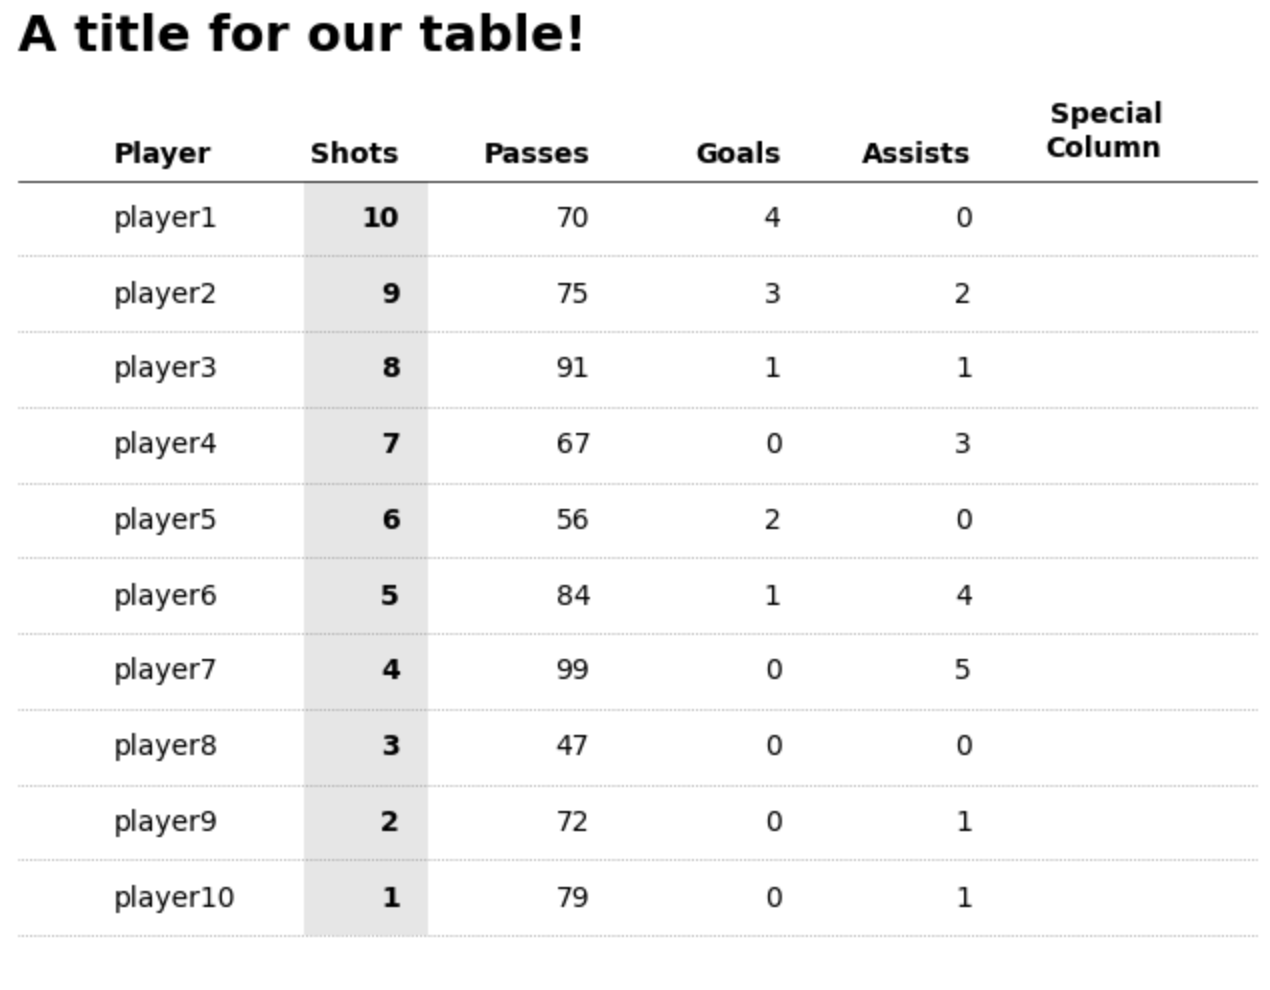 A title for our table!
Special
Player Shots Passes Goals Assists Column
player1 10 70 4 0
player2 9 75 3 2
player3 8 91 1 1
player4 7 67 0 3
player5 6 56 2 0
player6 5 84 1 4
player7 4 99 0 5
player8 3 47 0 0
player9 2 72 0 1
player10 1 79 0 1